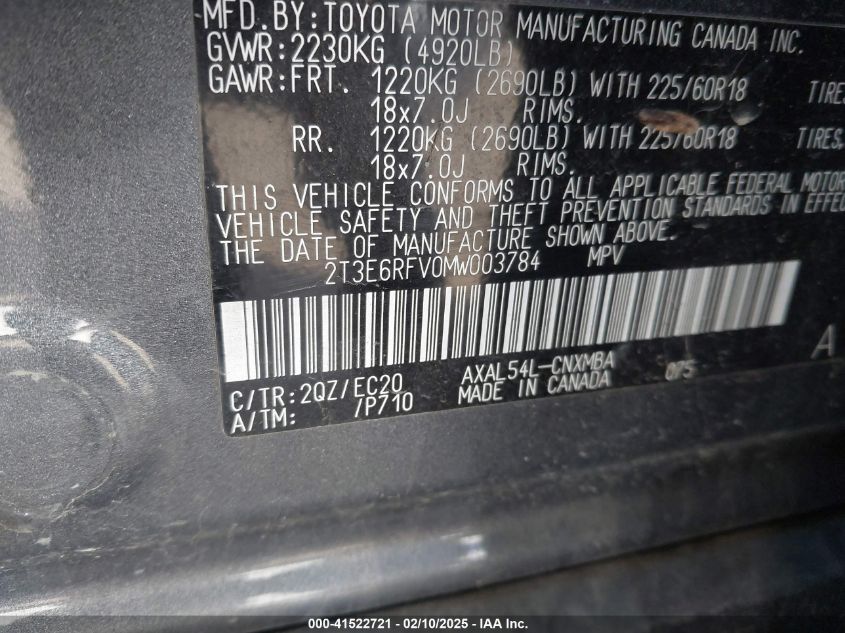 MFD.BY:TOYOTA MOTOR MANUFACTURING CANADA INC.
GVWR:2230KG (4920LB)
GAWR:FRT. 1220KG (2690LB) WITH 225/60R18 TIRES
18x7.0J RIMS.
RR. 1220KG (2690LB) WITH 225/60R18 TIRES.
18x7.0J RIMS.
THIS VEHICLE CONFORMS TO ALL APPLICABLE FEDERAL MOTOR
VEHICLE SAFETY AND THEFT PREVENTION STANDARDS IN EFFEC
THE DATE OF MANUFACTURE SHOWN ABOVE.
2T3E6RFV0MW003784 MPV
C/TR:2QZ/EC20 AXAL54L-CNXMBA 075 A
A/TM: /P710 MADE IN CANADA
000-41522721 // 02/10/2025 - IAA Inc.